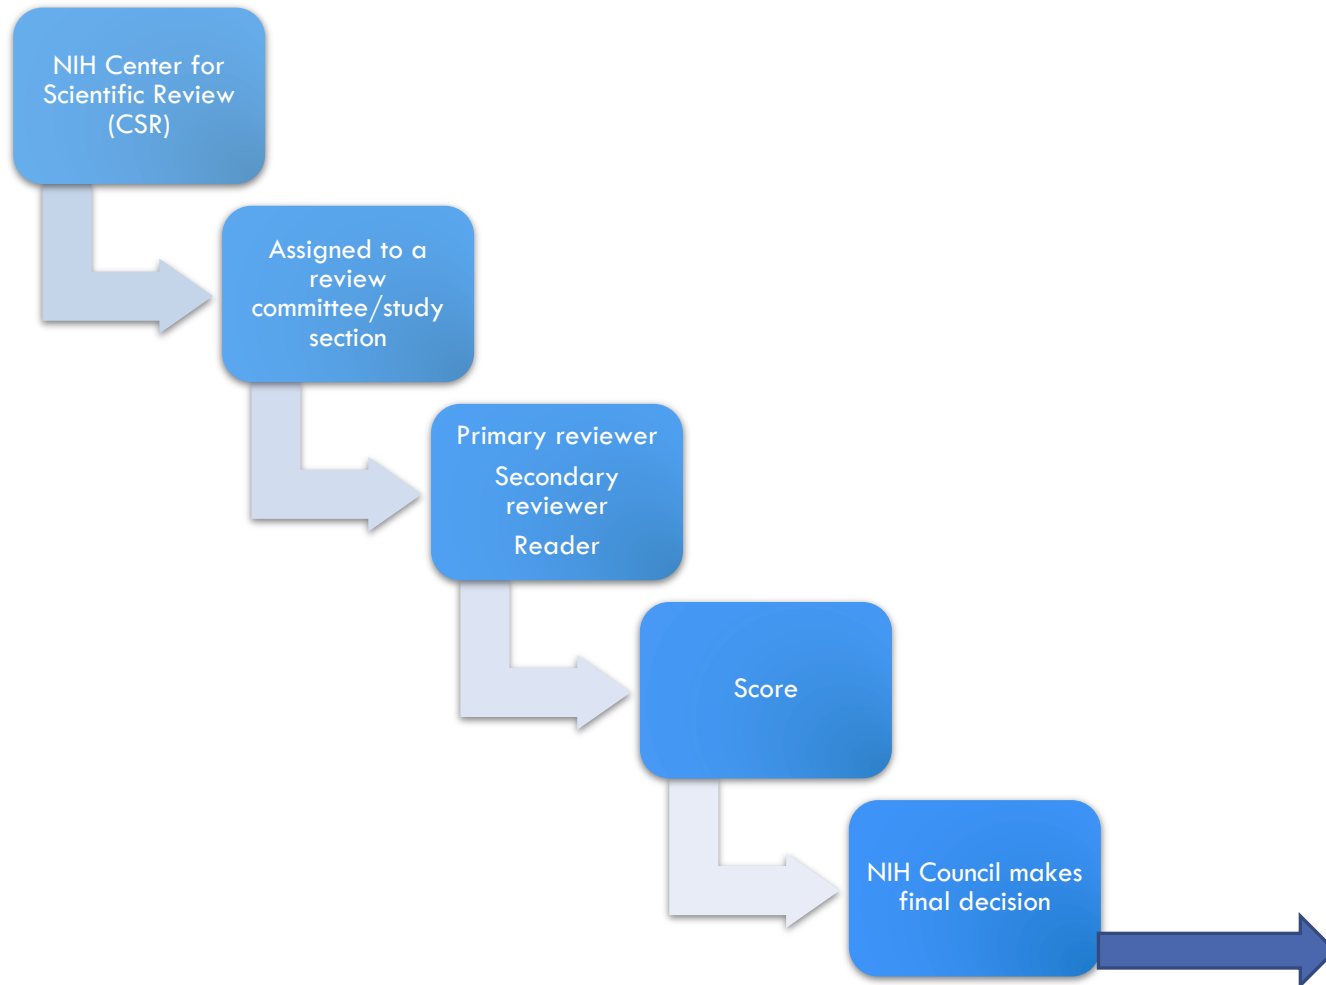 NIH Center for
Scientific Review
(CSR)
Assigned to a
review
committee/study
section
Primary reviewer
Secondary
reviewer
Reader
Score
NIH Council makes
final decision